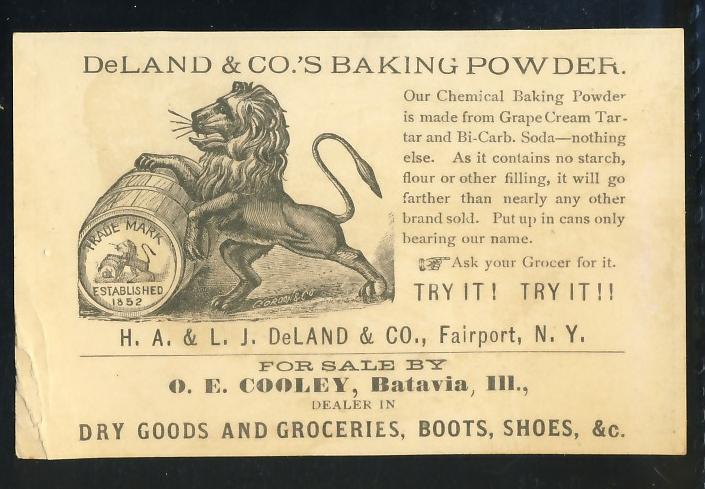 DeLAND & CO.'S BAKING POWDER.
Our Chemical Baking Powder
is made from Grape Cream Tar-
tar and Bi-Carb. Soda—nothing
else. As it contains no starch,
flour or other filling, it will go
farther than nearly any other
brand sold. Put up in cans only
bearing our name.
☞Ask your Grocer for it.
TRY IT! TRY IT!!
TRADE MARK
ESTABLISHED
1852
GORDON & CO
H. A. & L. J. DeLAND & CO., Fairport, N. Y.
FOR SALE BY
O. E. COOLEY, Batavia, Ill.,
DEALER IN
DRY GOODS AND GROCERIES, BOOTS, SHOES, &c.